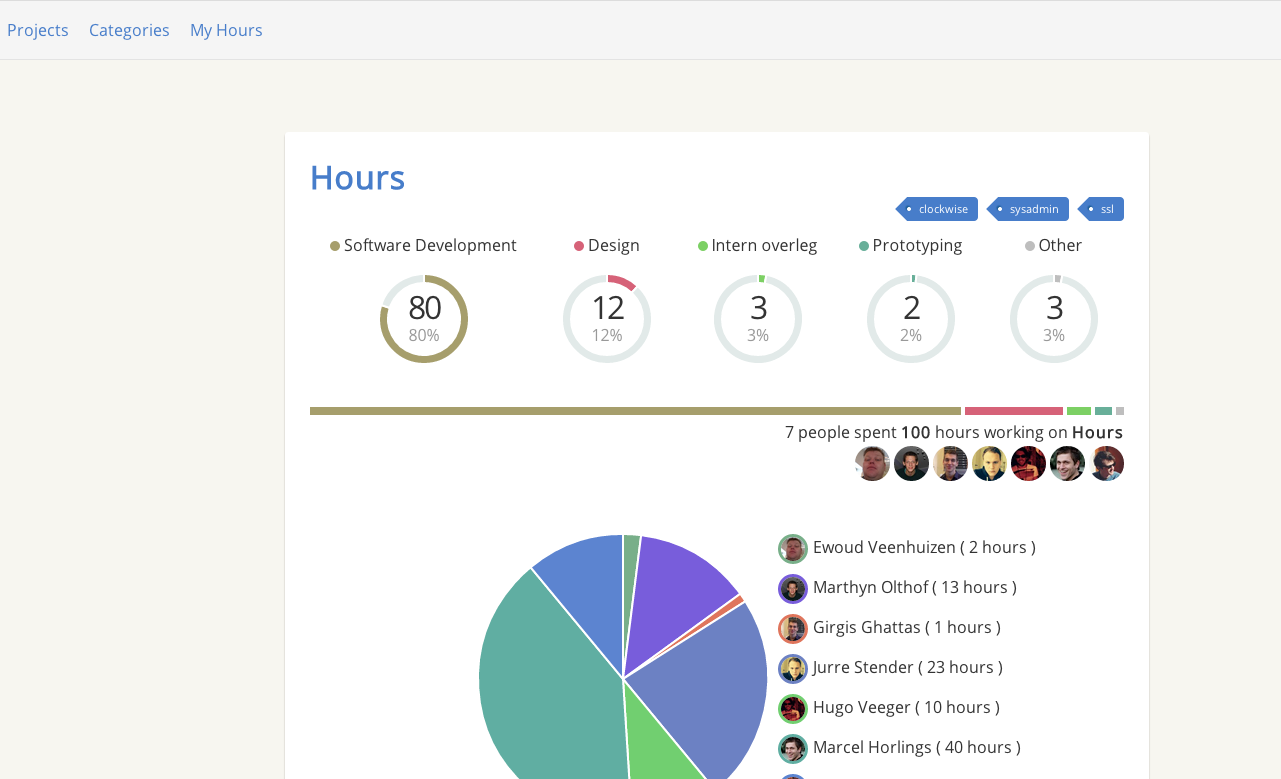 Projects Categories My Hours
Hours
clockwise sysadmin ssl
Software Development Design Intern overleg Prototyping Other
80 12 3 2 3
80% 12% 3% 2% 3%
7 people spent 100 hours working on Hours
Ewoud Veenhuizen ( 2 hours )
Marthyn Olthof ( 13 hours )
Girgis Ghattas ( 1 hours )
Jurre Stender ( 23 hours )
Hugo Veeger ( 10 hours )
Marcel Horlings ( 40 hours )